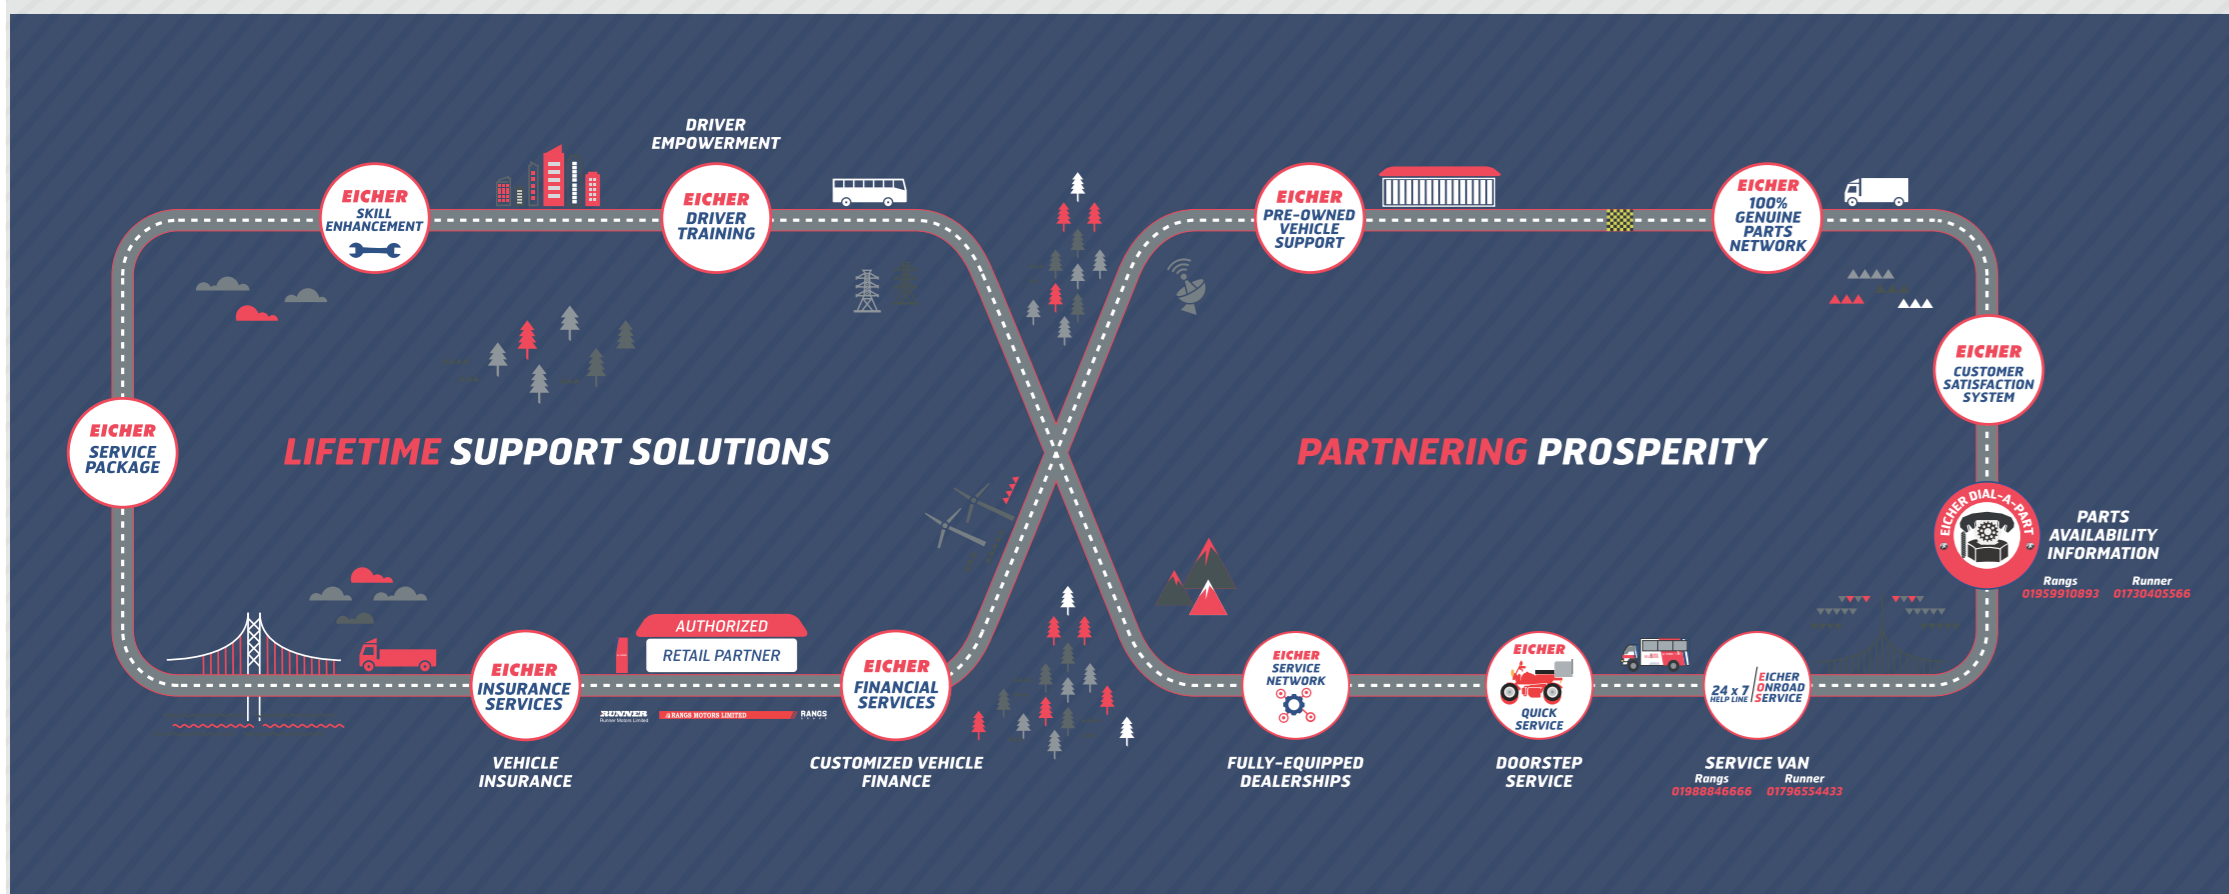 DRIVER
EMPOWERMENT
EICHER
SKILL
ENHANCEMENT
EICHER
DRIVER
TRAINING
EICHER
PRE-OWNED
VEHICLE
SUPPORT
EICHER
100%
GENUINE
PARTS
NETWORK
EICHER
CUSTOMER
SATISFACTION
SYSTEM
EICHER
SERVICE
PACKAGE
LIFETIME SUPPORT SOLUTIONS
PARTNERING PROSPERITY
EICHER DIAL-A-PART
PARTS
AVAILABILITY
INFORMATION
Rangs Runner
01959910893 01730405566
EICHER
INSURANCE
SERVICES
VEHICLE
INSURANCE
AUTHORIZED
RETAIL PARTNER
RUNNER
Runner Motors Limited
RANGS MOTORS LIMITED
RANGS
EICHER
FINANCIAL
SERVICES
CUSTOMIZED VEHICLE
FINANCE
EICHER
SERVICE
NETWORK
FULLY-EQUIPPED
DEALERSHIPS
EICHER
QUICK
SERVICE
DOORSTEP
SERVICE
24 x 7
HELP LINE
EICHER
ONROAD
SERVICE
SERVICE VAN
Rangs Runner
01988846666 01796554433